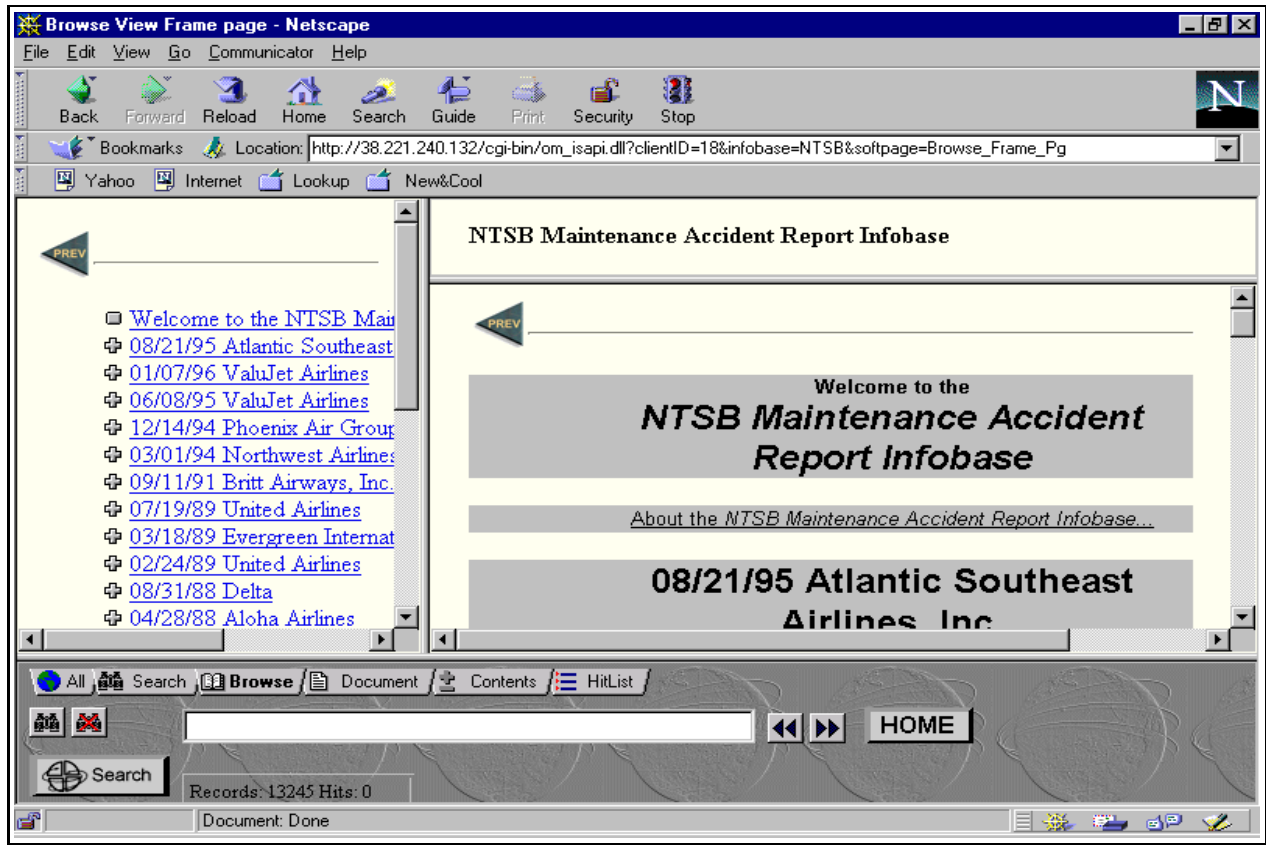 Browse View Frame page - Netscape
File Edit View Go Communicator Help
Back Forward Reload Home Search Guide Print Security Stop
N
Bookmarks Location: http://38.221.240.132/cgi-bin/om_isapi.dll?clientID=18&infobase=NTSB&softpage=Browse_Frame_Pg
Yahoo Internet Lookup New&Cool
PREV
Welcome to the NTSB Main
08/21/95 Atlantic Southeast
01/07/96 ValuJet Airlines
06/08/95 ValuJet Airlines
12/14/94 Phoenix Air Group
03/01/94 Northwest Airlines
09/11/91 Britt Airways, Inc.
07/19/89 United Airlines
03/18/89 Evergreen Internat
02/24/89 United Airlines
08/31/88 Delta
04/28/88 Aloha Airlines
NTSB Maintenance Accident Report Infobase
PREV
Welcome to the
NTSB Maintenance Accident
Report Infobase
About the NTSB Maintenance Accident Report Infobase...
08/21/95 Atlantic Southeast
Airlines, Inc
All Search Browse Document Contents HitList
HOME
Search
Records: 13245 Hits: 0
Document: Done